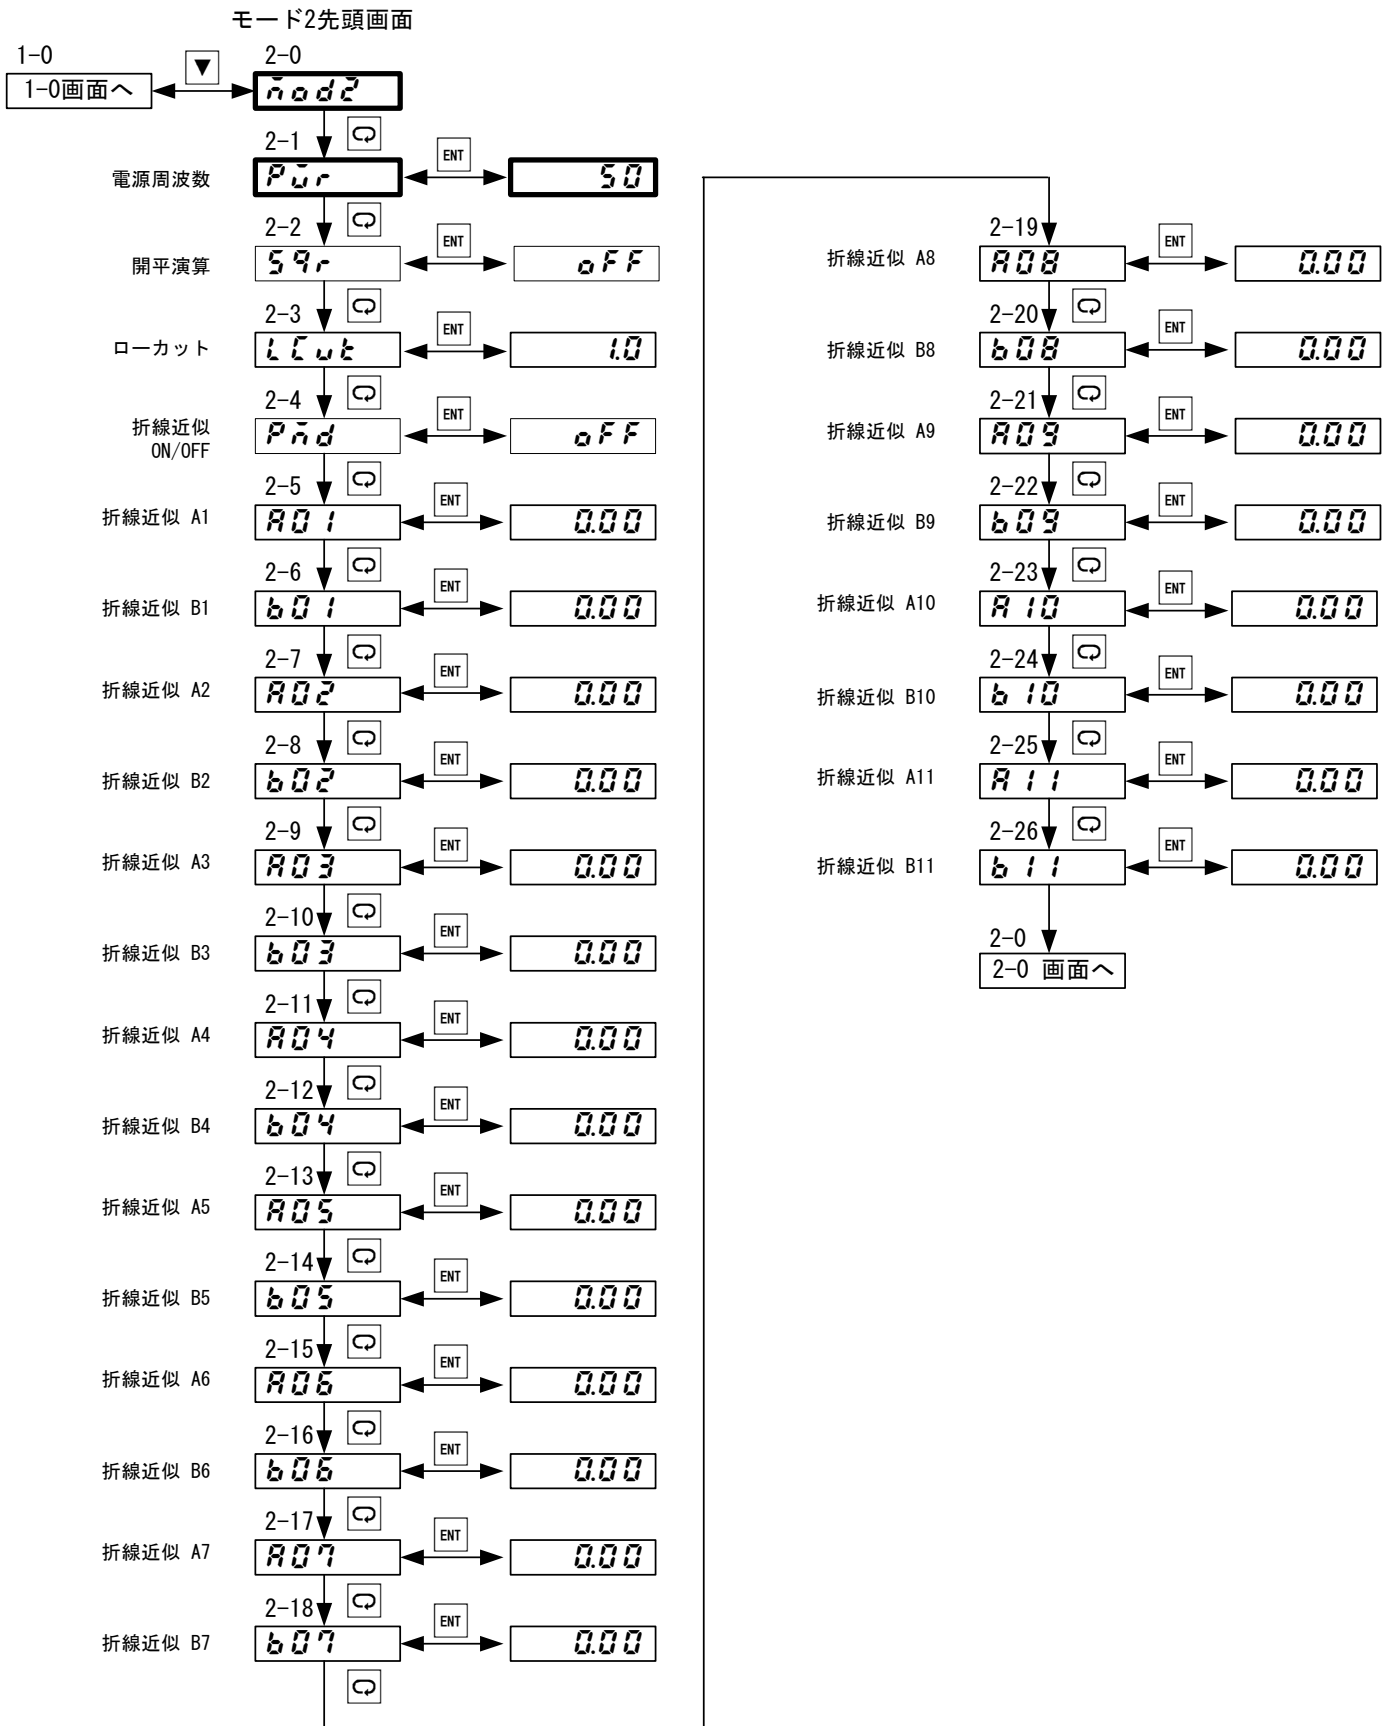 モード2先頭画面
1-0
1-0画面へ
▼
2-0
mod2
2-1
電源周波数
Pwr
ENT
50
2-2
開平演算
Sqr
ENT
oFF
2-3
ローカット
LCut
ENT
1.0
2-4
折線近似
ON/OFF
Pmd
ENT
oFF
2-5
折線近似 A1
A01
ENT
0.00
2-6
折線近似 B1
b01
ENT
0.00
2-7
折線近似 A2
A02
ENT
0.00
2-8
折線近似 B2
b02
ENT
0.00
2-9
折線近似 A3
A03
ENT
0.00
2-10
折線近似 B3
b03
ENT
0.00
2-11
折線近似 A4
A04
ENT
0.00
2-12
折線近似 B4
b04
ENT
0.00
2-13
折線近似 A5
A05
ENT
0.00
2-14
折線近似 B5
b05
ENT
0.00
2-15
折線近似 A6
A06
ENT
0.00
2-16
折線近似 B6
b06
ENT
0.00
2-17
折線近似 A7
A07
ENT
0.00
2-18
折線近似 B7
b07
ENT
0.00
2-19
折線近似 A8
A08
ENT
0.00
2-20
折線近似 B8
b08
ENT
0.00
2-21
折線近似 A9
A09
ENT
0.00
2-22
折線近似 B9
b09
ENT
0.00
2-23
折線近似 A10
A10
ENT
0.00
2-24
折線近似 B10
b10
ENT
0.00
2-25
折線近似 A11
A11
ENT
0.00
2-26
折線近似 B11
b11
ENT
0.00
2-0
2-0 画面へ